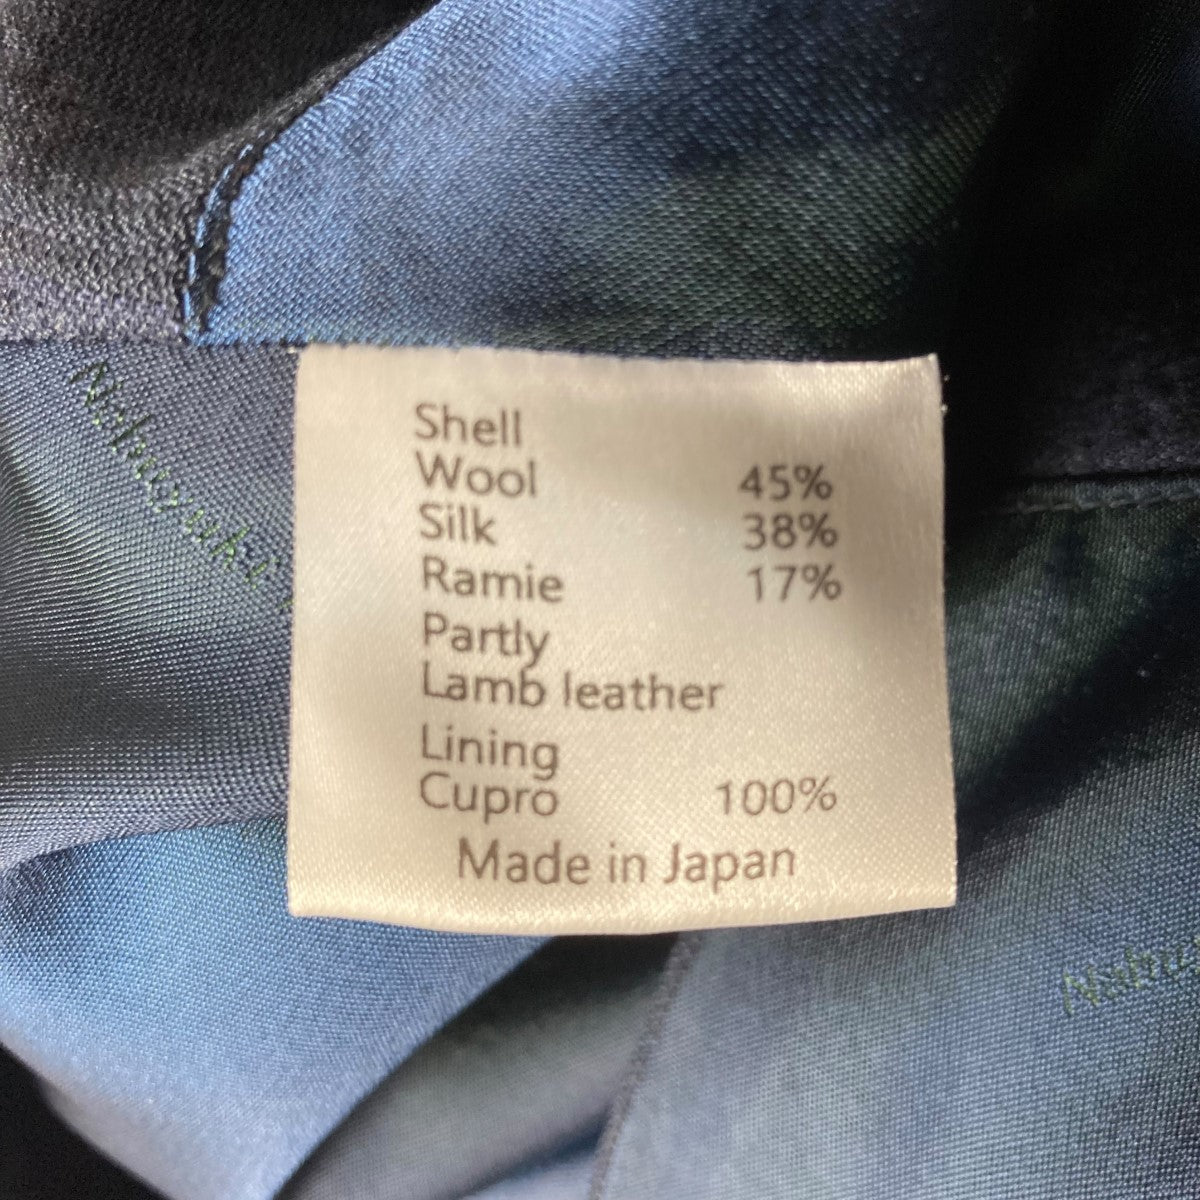 Shell
Wool 45%
Silk 38%
Ramie 17%
Partly
Lamb leather
Lining
Cupro 100%
Made in Japan